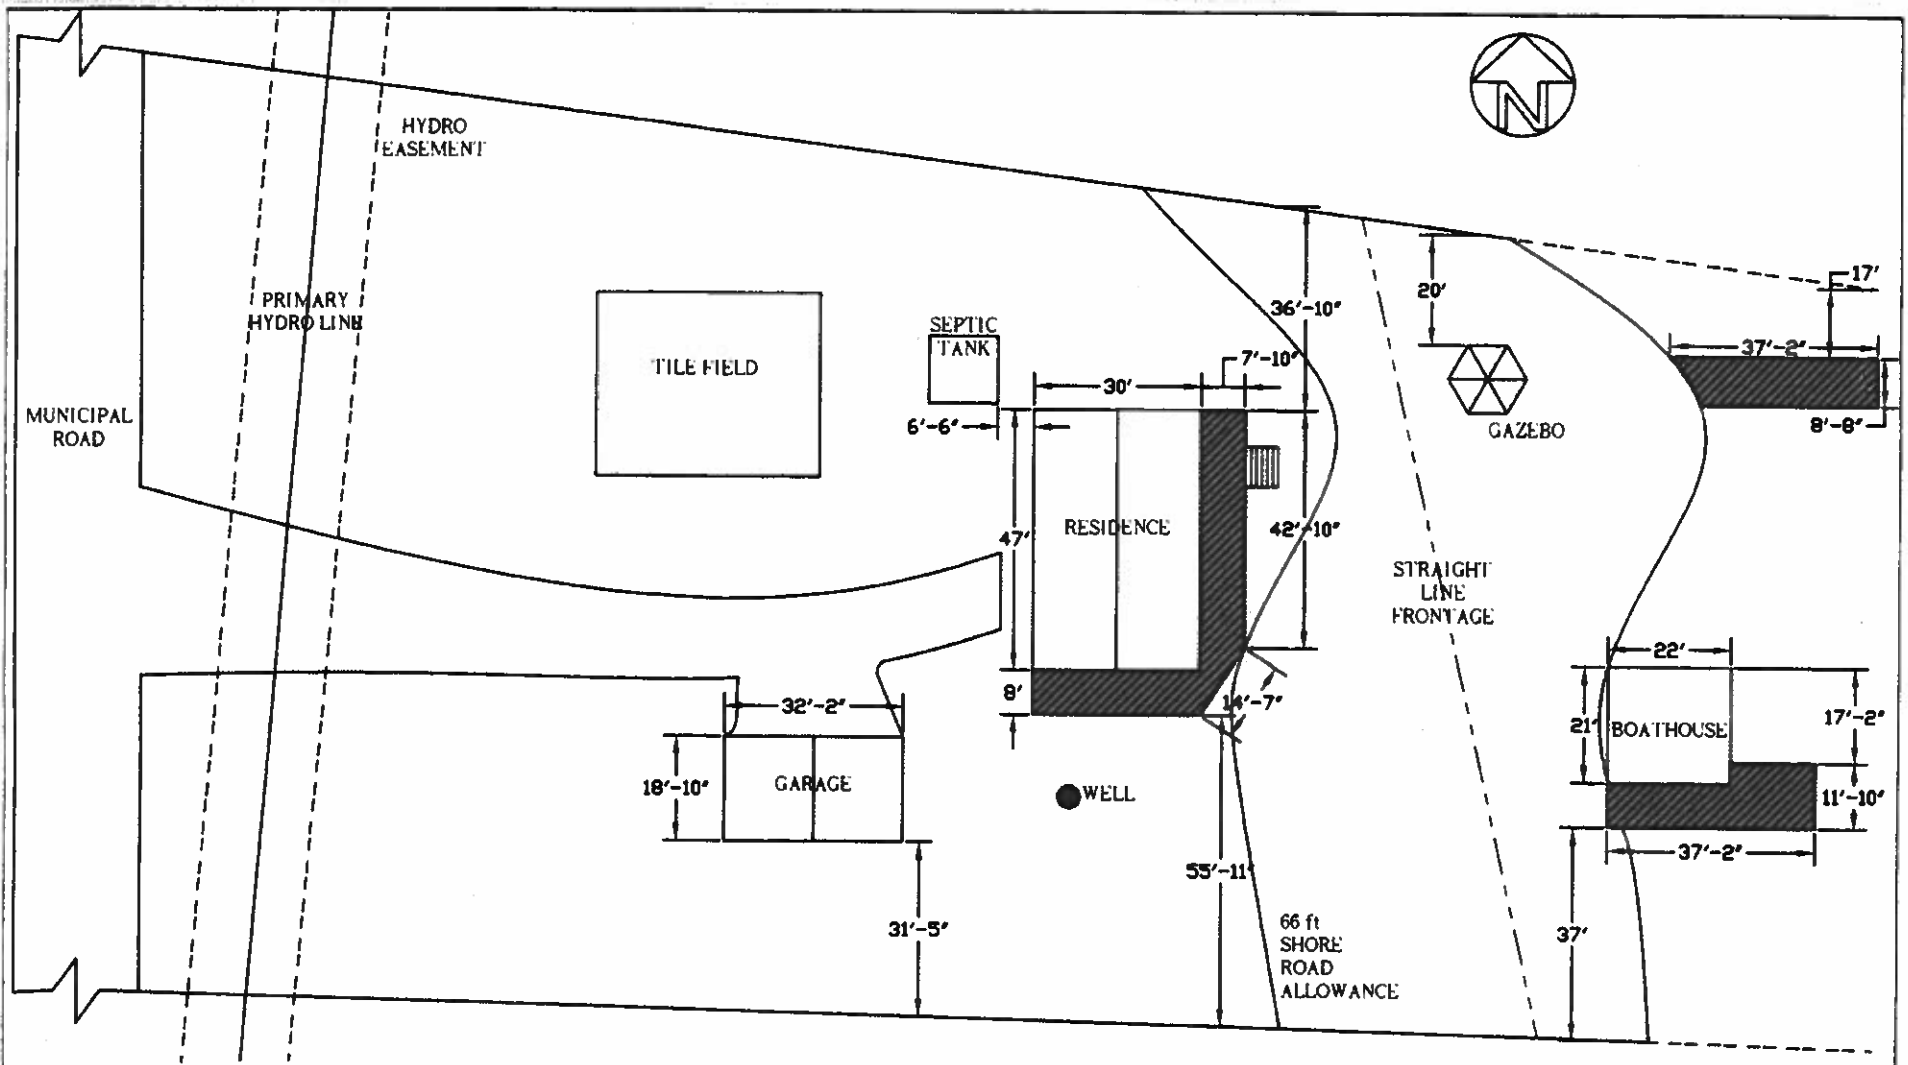 N
HYDRO
EASEMENT
PRIMARY
HYDRO LINE
MUNICIPAL
ROAD
TILE FIELD
SEPTIC
TANK
6'-6"
30'
7'-10"
36'-10"
20'
17'
37'-2"
8'-8"
GAZEBO
47'
RESIDENCE
42'-10"
STRAIGHT
LINE
FRONTAGE
8'
14'-7"
22'
21'
BOATHOUSE
17'-2"
11'-10"
37'-2"
32'-2"
18'-10"
GARAGE
WELL
31'-5"
55'-11"
66 ft
SHORE
ROAD
ALLOWANCE
37'